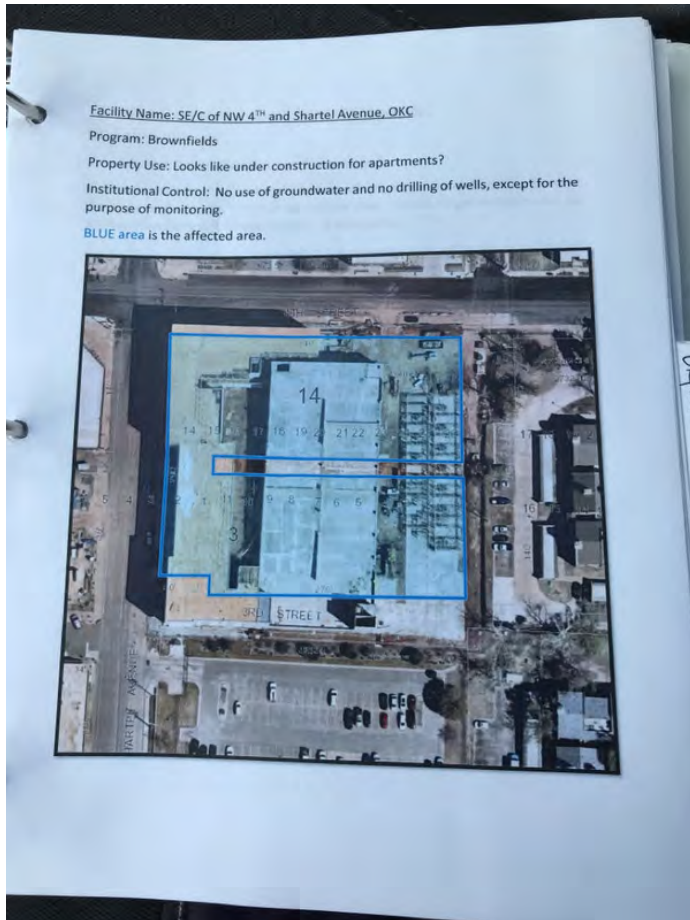 Facility Name: SE/C of NW 4TH and Shartel Avenue, OKC
Program: Brownfields
Property Use: Looks like under construction for apartments?
Institutional Control: No use of groundwater and no drilling of wells, except for the
purpose of monitoring.
BLUE area is the affected area.
14
14 15 17 18 19 21 22
17
5 4 2 1 11 9 8 7 6 5
16
3
3RD STREET